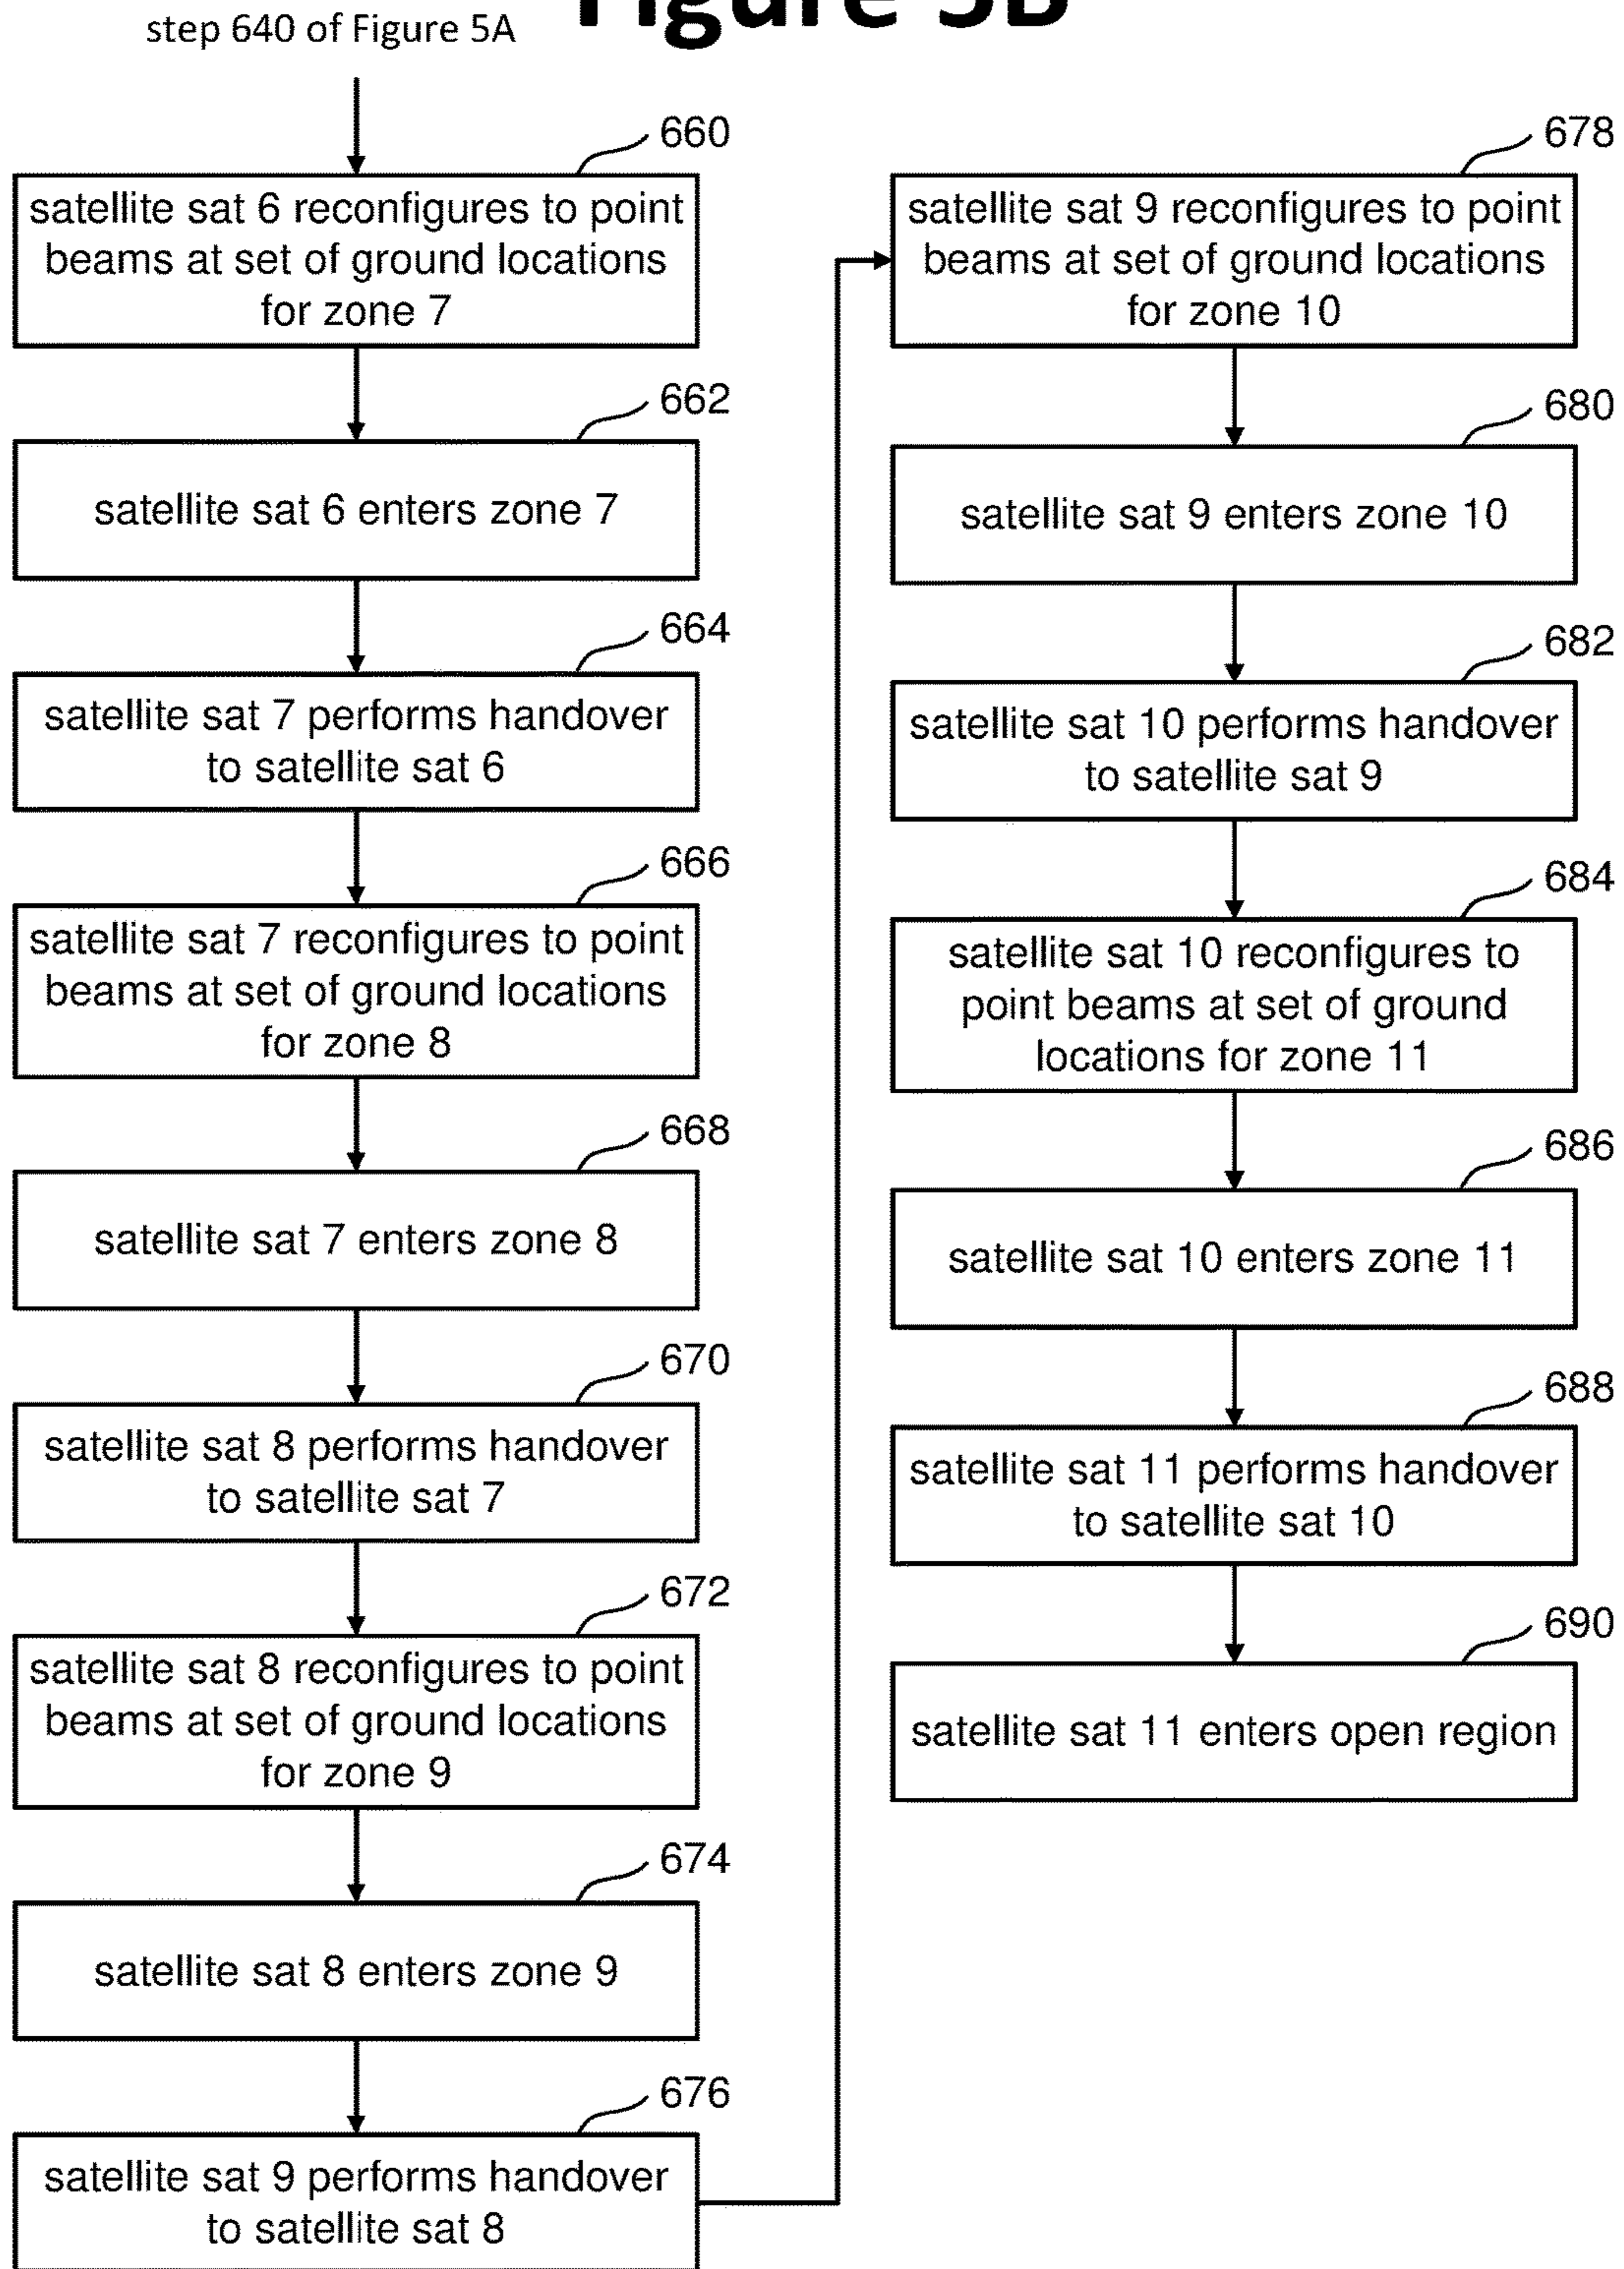 Figure 5B
step 640 of Figure 5A
660
satellite sat 6 reconfigures to point
beams at set of ground locations
for zone 7
662
satellite sat 6 enters zone 7
664
satellite sat 7 performs handover
to satellite sat 6
666
satellite sat 7 reconfigures to point
beams at set of ground locations
for zone 8
668
satellite sat 7 enters zone 8
670
satellite sat 8 performs handover
to satellite sat 7
672
satellite sat 8 reconfigures to point
beams at set of ground locations
for zone 9
674
satellite sat 8 enters zone 9
676
satellite sat 9 performs handover
to satellite sat 8
678
satellite sat 9 reconfigures to point
beams at set of ground locations
for zone 10
680
satellite sat 9 enters zone 10
682
satellite sat 10 performs handover
to satellite sat 9
684
satellite sat 10 reconfigures to
point beams at set of ground
locations for zone 11
686
satellite sat 10 enters zone 11
688
satellite sat 11 performs handover
to satellite sat 10
690
satellite sat 11 enters open region